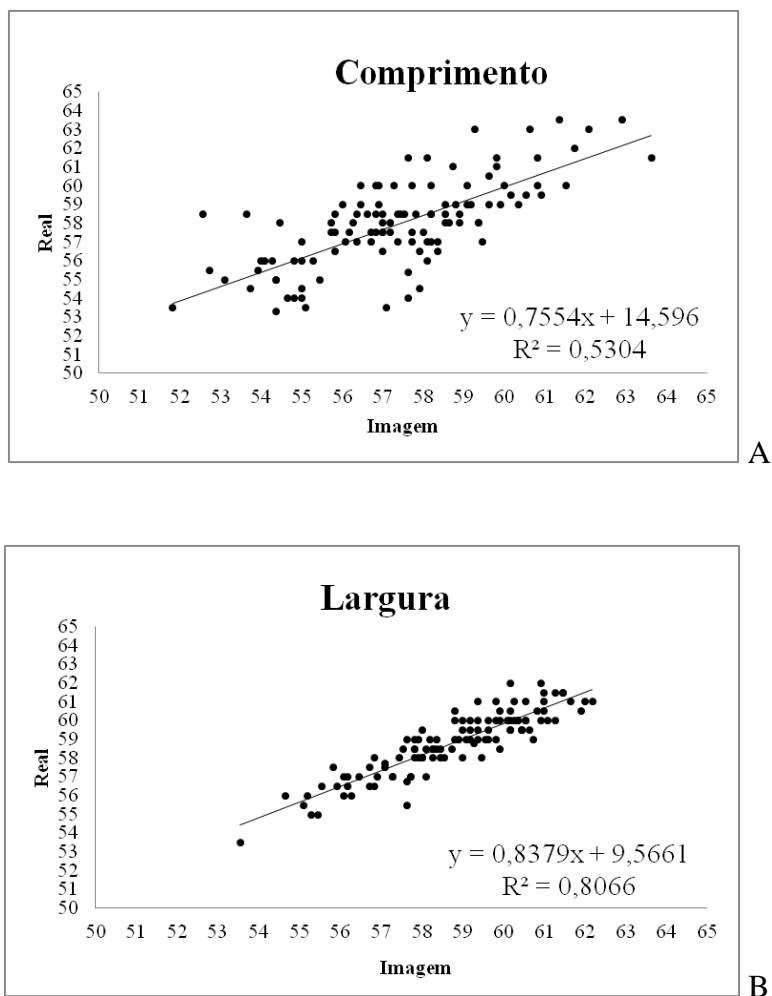 Comprimento
65
64
63
62
61
60
59
58
57
56
55
54
53
52
51
50
Real
y = 0,7554x + 14,596
R² = 0,5304
50 51 52 53 54 55 56 57 58 59 60 61 62 63 64 65
Imagem
A
Largura
65
64
63
62
61
60
59
58
57
56
55
54
53
52
51
50
Real
y = 0,8379x + 9,5661
R² = 0,8066
50 51 52 53 54 55 56 57 58 59 60 61 62 63 64 65
Imagem
B